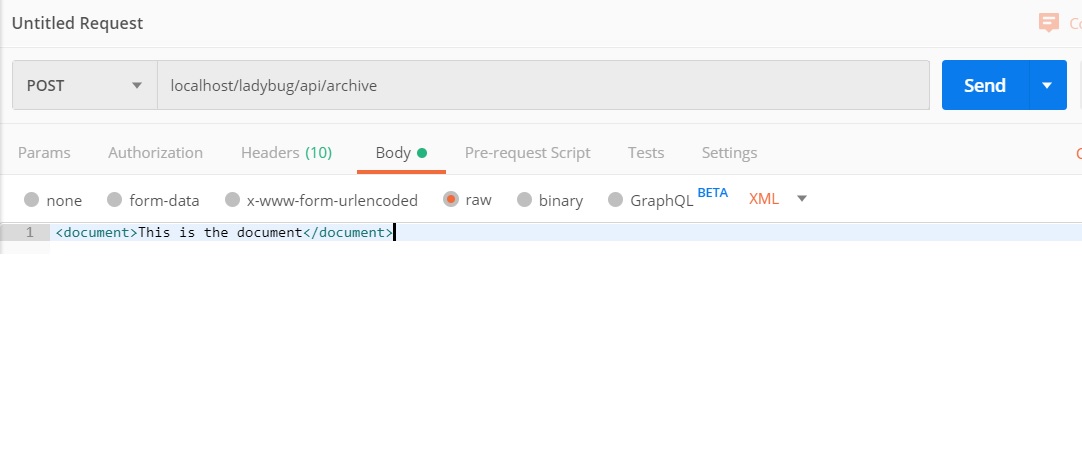 Untitled Request
POST localhost/ladybug/api/archive Send
Params Authorization Headers (10) Body Pre-request Script Tests Settings
none form-data x-www-form-urlencoded raw binary GraphQL BETA XML
1 <document>This is the document</document>